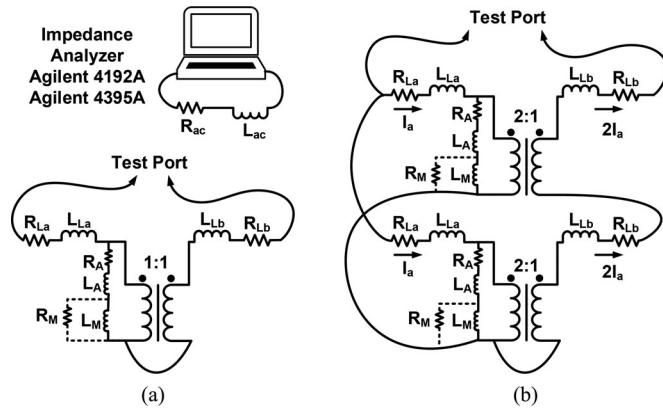 Impedance
Analyzer
Agilent 4192A
Agilent 4395A
Rac
Lac
Test Port
RLa
LLa
LLb
RLb
RA
1:1
LA
RM
LM
(a)
Test Port
RLa
LLa
LLb
RLb
Ia
RA
2:1
2Ia
LA
RM
LM
RLa
LLa
LLb
RLb
Ia
RA
2:1
2Ia
LA
RM
LM
(b)